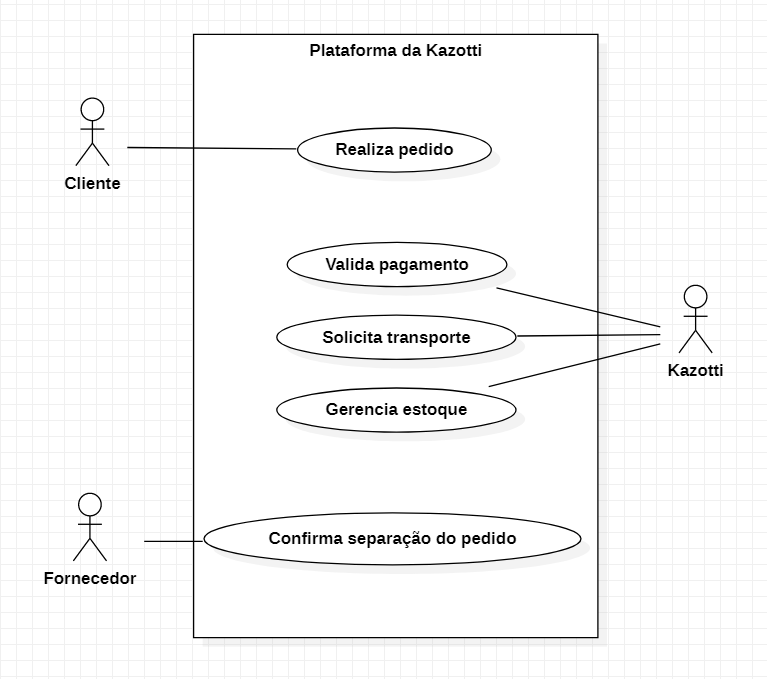 Plataforma da Kazotti
Realiza pedido
Cliente
Valida pagamento
Solicita transporte
Kazotti
Gerencia estoque
Confirma separação do pedido
Fornecedor